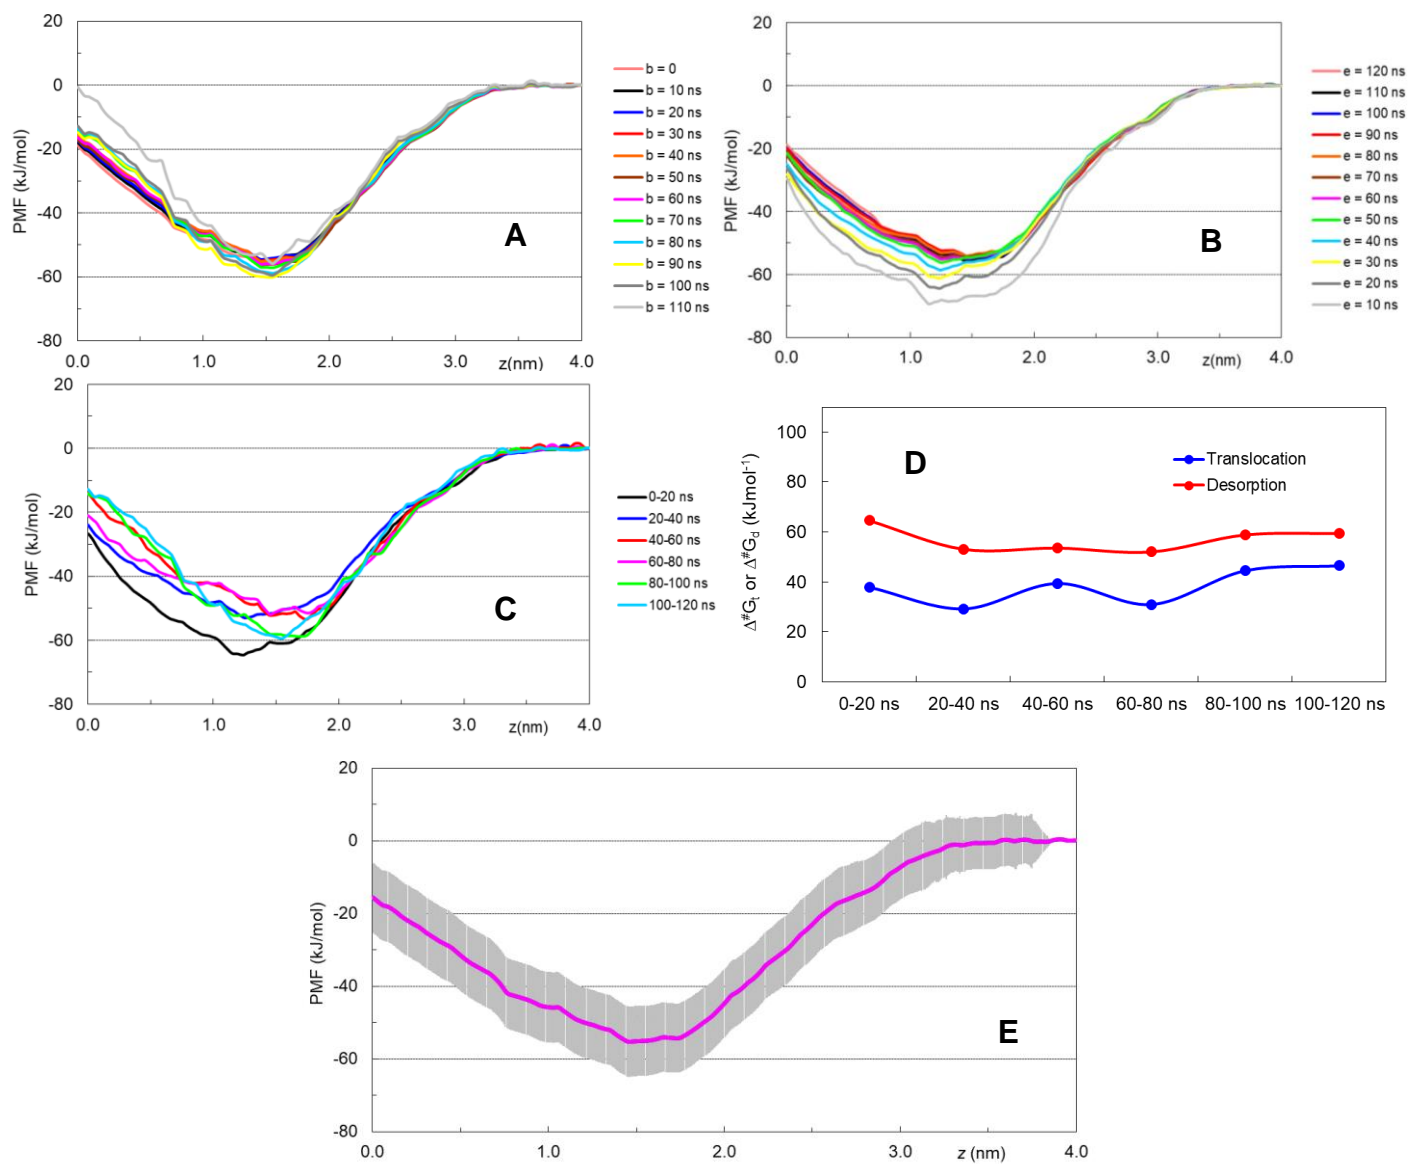 20
0
-20
-40
-60
-80
PMF (kJ/mol)
0.0
1.0
2.0
3.0
z(nm)
4.0
A
b = 0
b = 10 ns
b = 20 ns
b = 30 ns
b = 40 ns
b = 50 ns
b = 60 ns
b = 70 ns
b = 80 ns
b = 90 ns
b = 100 ns
b = 110 ns
20
0
-20
-40
-60
-80
PMF (kJ/mol)
0.0
1.0
2.0
3.0
z(nm)
4.0
B
e = 120 ns
e = 110 ns
e = 100 ns
e = 90 ns
e = 80 ns
e = 70 ns
e = 60 ns
e = 50 ns
e = 40 ns
e = 30 ns
e = 20 ns
e = 10 ns
20
0
-20
-40
-60
-80
PMF (kJ/mol)
0.0
1.0
2.0
3.0
z(nm)
4.0
C
0-20 ns
20-40 ns
40-60 ns
60-80 ns
80-100 ns
100-120 ns
100
80
60
40
20
0
Δ#Gt or Δ#Gd (kJmol-1)
D
Translocation
Desorption
0-20 ns
20-40 ns
40-60 ns
60-80 ns
80-100 ns
100-120 ns
20
0
-20
-40
-60
-80
PMF (kJ/mol)
0.0
1.0
2.0
3.0
z (nm)
4.0
E